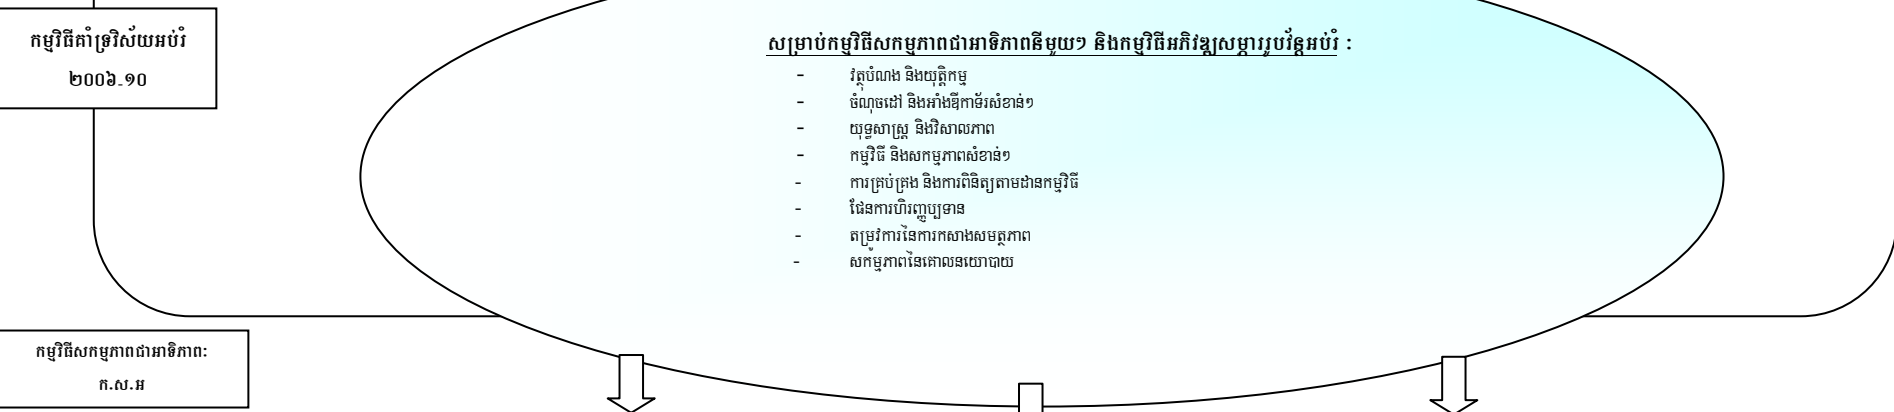 កម្មវិធីគាំទ្រវិស័យអប់រំ
២០០៦-១០
សម្រាប់កម្មវិធីសកម្មភាពជាអាទិភាពនីមួយៗ និងកម្មវិធីអភិវឌ្ឍសម្ភាររូបវ័ន្តអប់រំ :
- វត្ថុបំណង និងយុត្តិកម្ម
- ចំណុចដៅ និងអាំងឌីកាទ័រសំខាន់ៗ
- យុទ្ធសាស្ត្រ និងវិសាលភាព
- កម្មវិធី និងសកម្មភាពសំខាន់ៗ
- ការគ្រប់គ្រង និងការពិនិត្យតាមដានកម្មវិធី
- ផែនការហិរញ្ញប្បទាន
- តម្រូវការនៃការកសាងសមត្ថភាព
- សកម្មភាពនៃគោលនយោបាយ
កម្មវិធីសកម្មភាពជាអាទិភាព:
ក.ស.អ